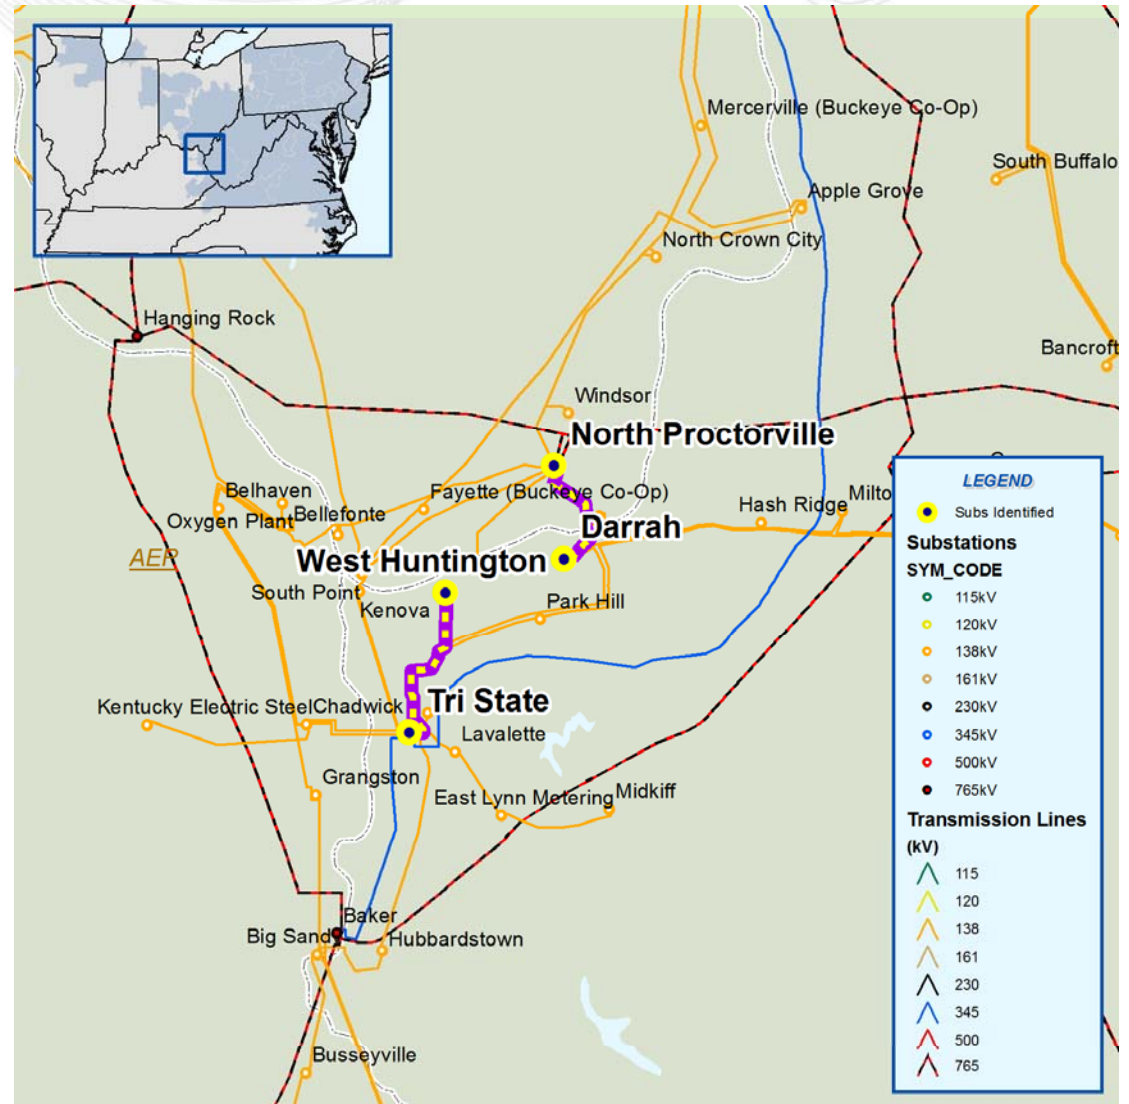 Mercerville (Buckeye Co-Op)
South Buffalo
Apple Grove
North Crown City
Hanging Rock
Bancroft
Windsor
North Proctorville
Belhaven
Fayette (Buckeye Co-Op)
Oxygen Plant
Bellefonte
Hash Ridge
Milto
Darrah
AEP
West Huntington
South Point
Kenova
Park Hill
Tri State
Kentucky Electric Steel
Chadwick
Lavalette
Grangston
East Lynn Metering
Midkiff
Baker
Big Sand
Hubbardstown
Busseyville
LEGEND
Subs Identified
Substations
SYM_CODE
115kV
120kV
138kV
161kV
230kV
345kV
500kV
765kV
Transmission Lines
(kV)
115
120
138
161
230
345
500
765